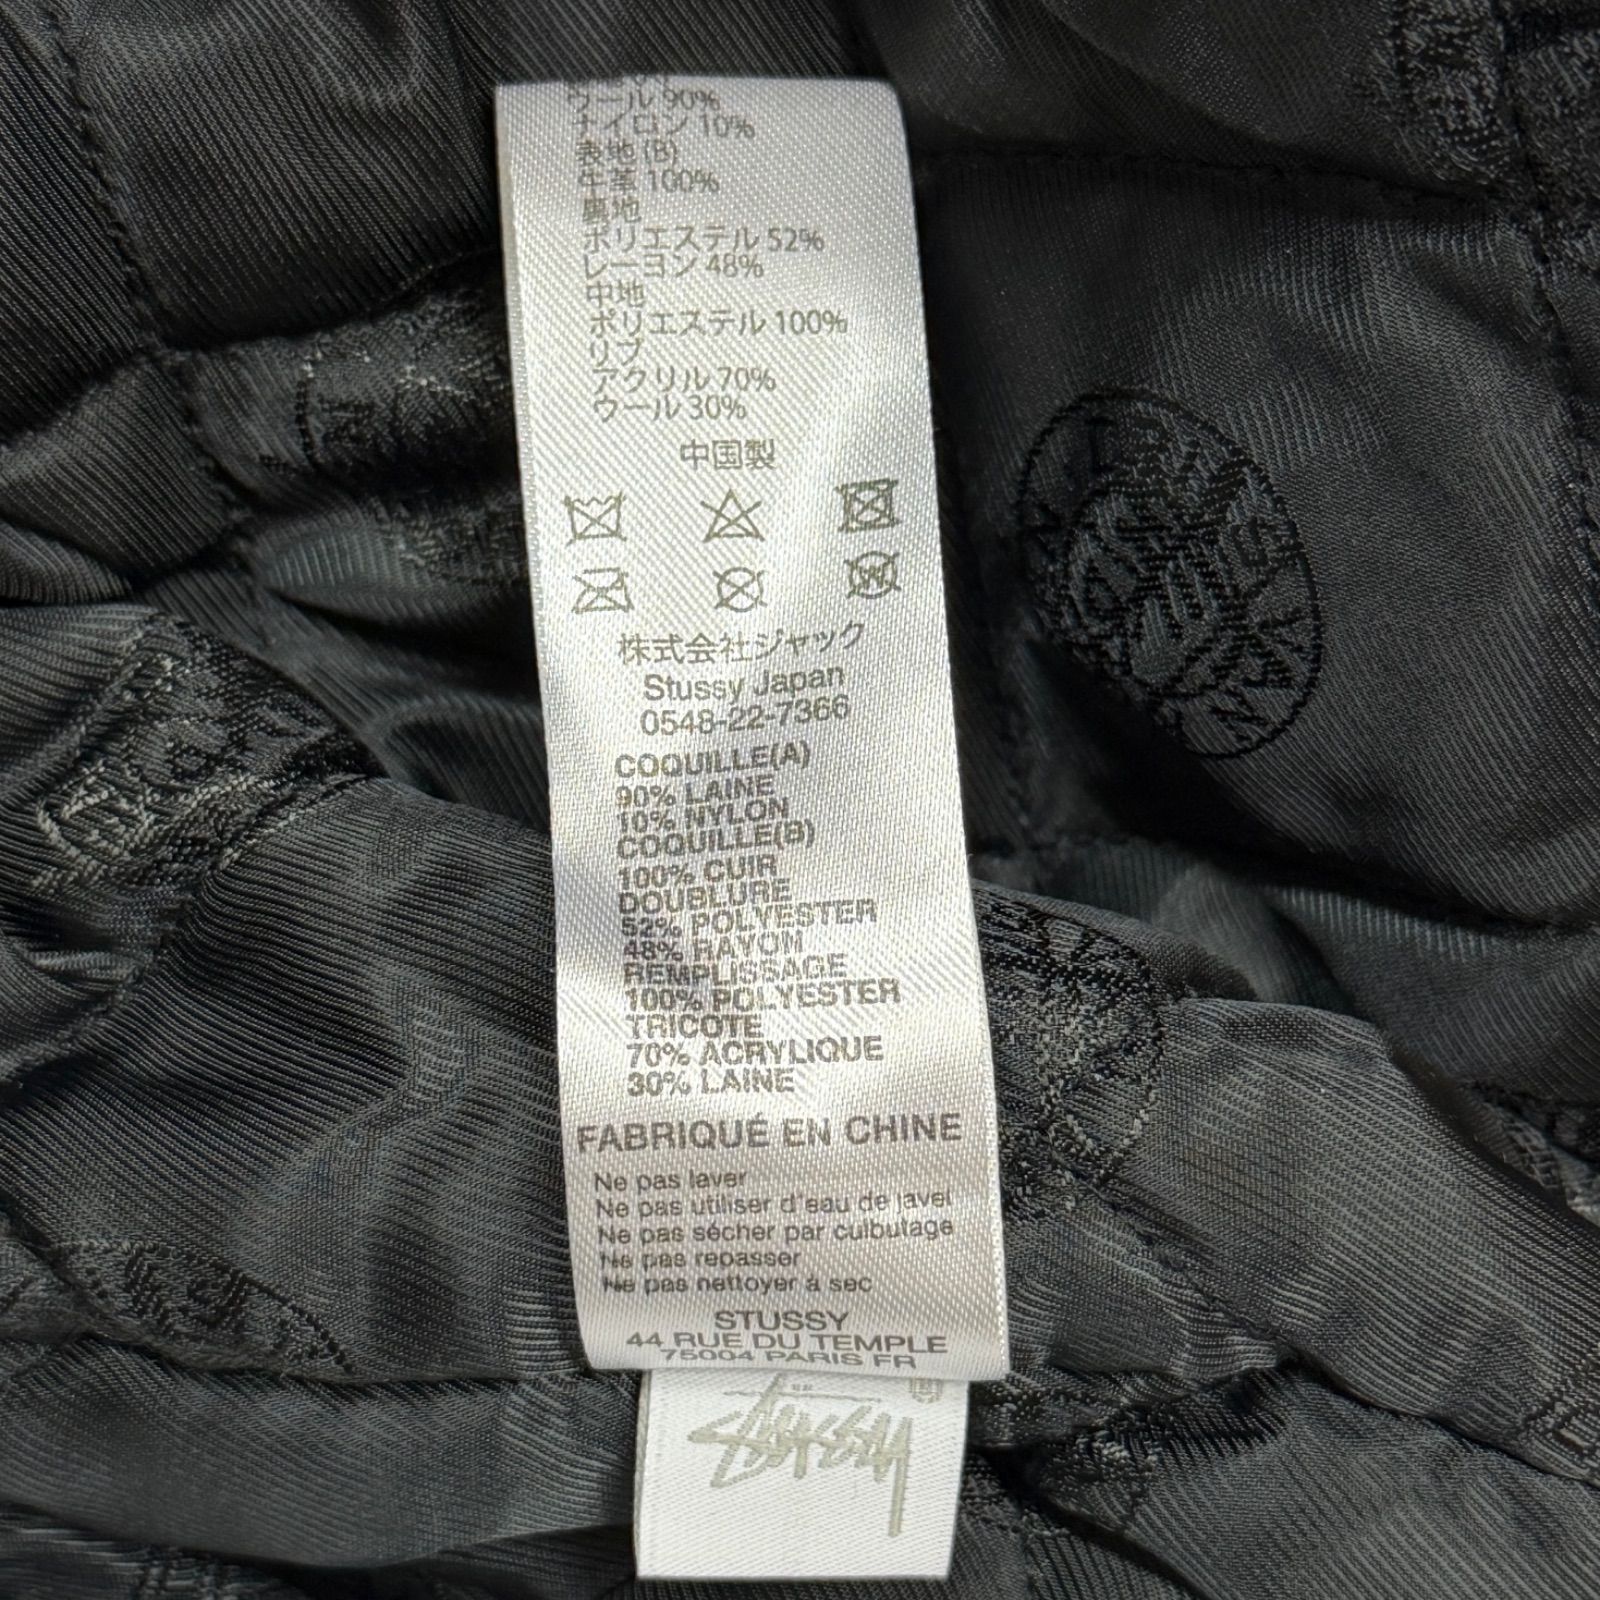 ウール 90%
ナイロン 10%
表地 (B)
牛革 100%
裏地
ポリエステル 52%
レーヨン 48%
中地
ポリエステル 100%
リブ
アクリル 70%
ウール 30%
中国製
株式会社ジャック
Stussy Japan
0548-22-7366
COQUILLE(A)
90% LAINE
10% NYLON
COQUILLE(B)
100% CUIR
DOUBLURE
52% POLYESTER
48% RAYON
REMPLISSAGE
100% POLYESTER
TRICOTE
70% ACRYLIQUE
30% LAINE
FABRIQUÉ EN CHINE
Ne pas laver
Ne pas utiliser d'eau de javel
Ne pas sécher par culbutage
Ne pas repasser
Ne pas nettoyer à sec
STUSSY
44 RUE DU TEMPLE
75004 PARIS FR
Stüssy